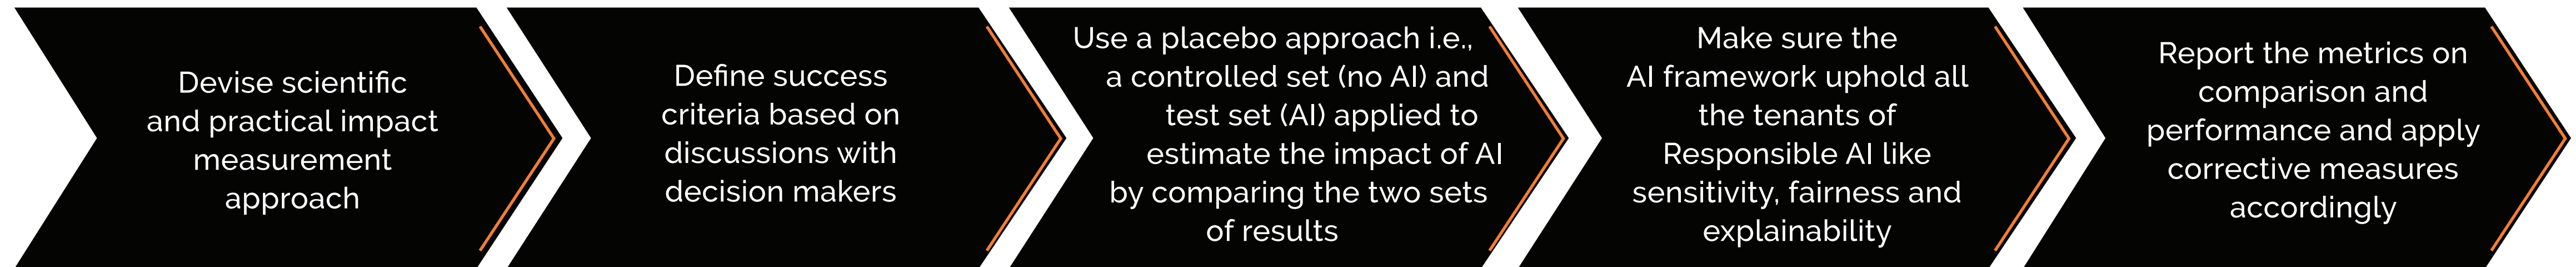 Devise scientific
and practical impact
measurement
approach
Define success
criteria based on
discussions with
decision makers
Use a placebo approach i.e.,
a controlled set (no AI) and
test set (AI) applied to
estimate the impact of AI
by comparing the two sets
of results
Make sure the
AI framework uphold all
the tenants of
Responsible AI like
sensitivity, fairness and
explainability
Report the metrics on
comparison and
performance and apply
corrective measures
accordingly